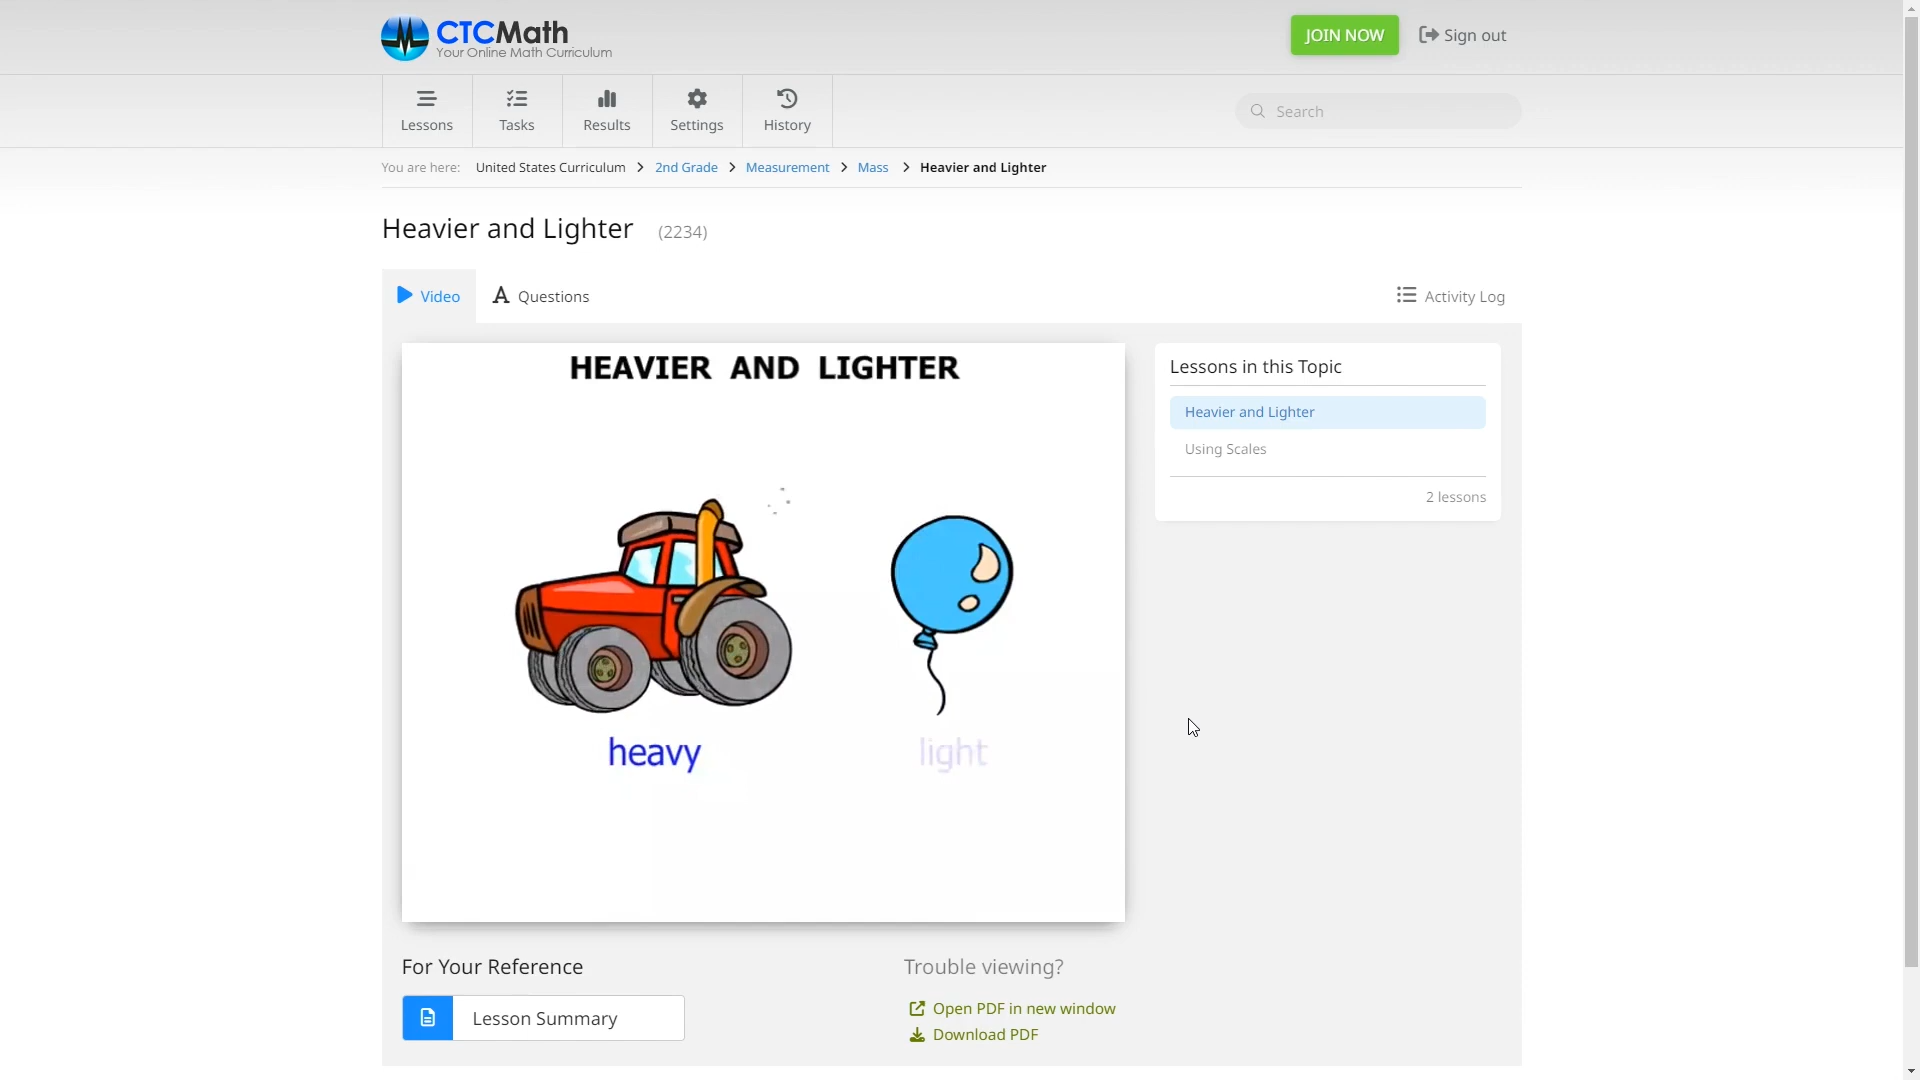 CTCMath
Your Online Math Curriculum
JOIN NOW
Sign out
Lessons
Tasks
Results
Settings
History
Search
You are here: United States Curriculum > 2nd Grade > Measurement > Mass > Heavier and Lighter
Heavier and Lighter (2234)
Video
Questions
Activity Log
HEAVIER AND LIGHTER
heavy
light
Lessons in this Topic
Heavier and Lighter
Using Scales
2 lessons
For Your Reference
Lesson Summary
Trouble viewing?
Open PDF in new window
Download PDF